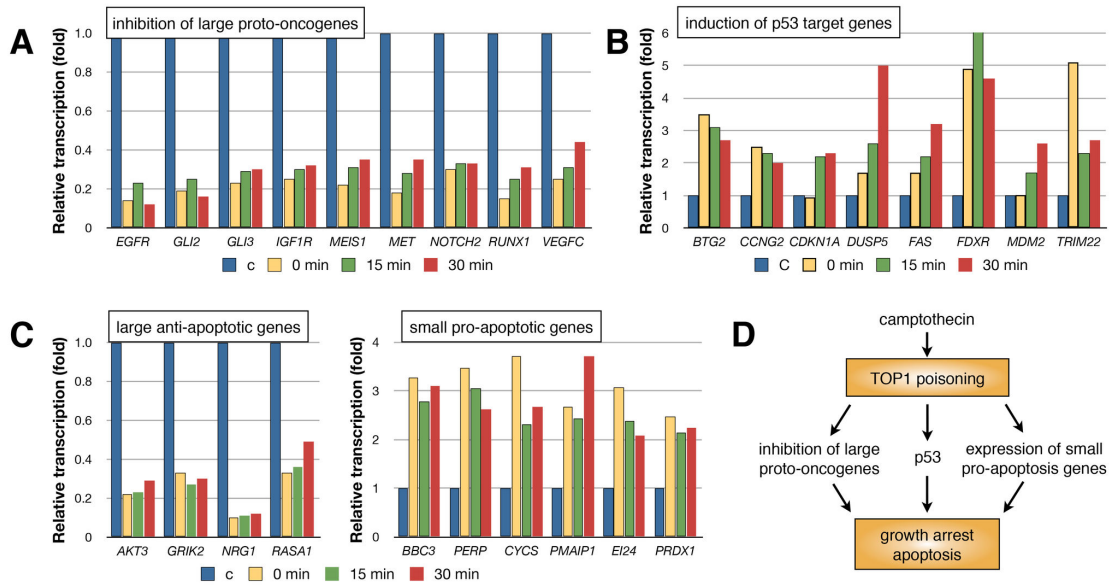 A
inhibition of large proto-oncogenes
Relative transcription (fold)
1.0
0.8
0.6
0.4
0.2
0
EGFR GLI2 GLI3 IGF1R MEIS1 MET NOTCH2 RUNX1 VEGFC
c 0 min 15 min 30 min
B
induction of p53 target genes
Relative transcription (fold)
6
5
4
3
2
1
0
BTG2 CCNG2 CDKN1A DUSP5 FAS FDXR MDM2 TRIM22
C 0 min 15 min 30 min
C
large anti-apoptotic genes
Relative transcription (fold)
1.0
0.8
0.6
0.4
0.2
0
AKT3 GRIK2 NRG1 RASA1
small pro-apoptotic genes
Relative transcription (fold)
4
3
2
1
0
BBC3 PERP CYCS PMAIP1 EI24 PRDX1
c 0 min 15 min 30 min
D
camptothecin
TOP1 poisoning
inhibition of large
proto-oncogenes
p53
expression of small
pro-apoptosis genes
growth arrest
apoptosis